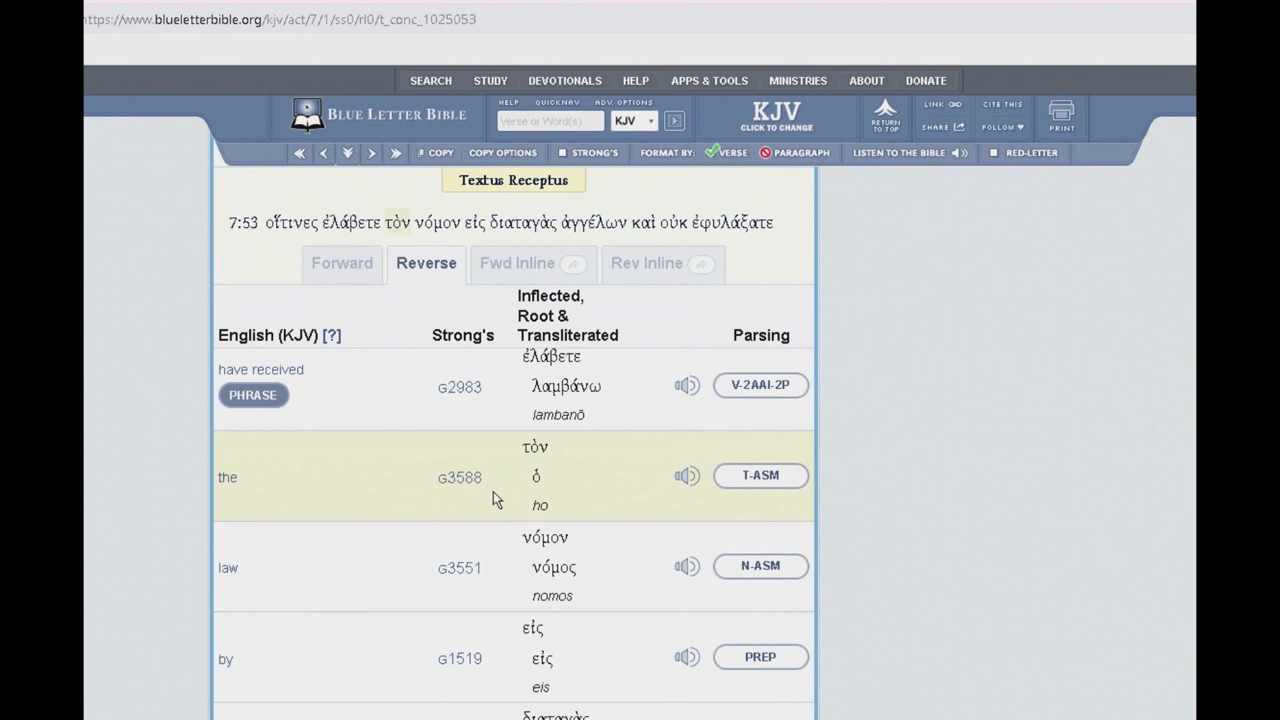 https://www.blueletterbible.org/kjv/act/7/1/ss0/rl0/t_conc_1025053
SEARCH STUDY DEVOTIONALS HELP APPS & TOOLS MINISTRIES ABOUT DONATE
BLUE LETTER BIBLE
HELP QUICKNAV ADV. OPTIONS
Verse or Word(s) KJV
KJV
CLICK TO CHANGE
RETURN
TO TOP
LINK CITE THIS
SHARE FOLLOW
PRINT
COPY COPY OPTIONS STRONG'S FORMAT BY: VERSE PARAGRAPH LISTEN TO THE BIBLE RED-LETTER
Textus Receptus
7:53 οἵτινες ἐλάβετε τὸν νόμον εἰς διαταγὰς ἀγγέλων καὶ οὐκ ἐφυλάξατε
Forward Reverse Fwd Inline Rev Inline
English (KJV) [?] Strong's Inflected,
Root &
Transliterated Parsing
have received
PHRASE
G2983
ἐλάβετε
λαμβάνω
lambanō
V-2AAI-2P
the
G3588
τὸν
ὁ
ho
T-ASM
law
G3551
νόμον
νόμος
nomos
N-ASM
by
G1519
εἰς
εἰς
eis
PREP
διαταγὰς